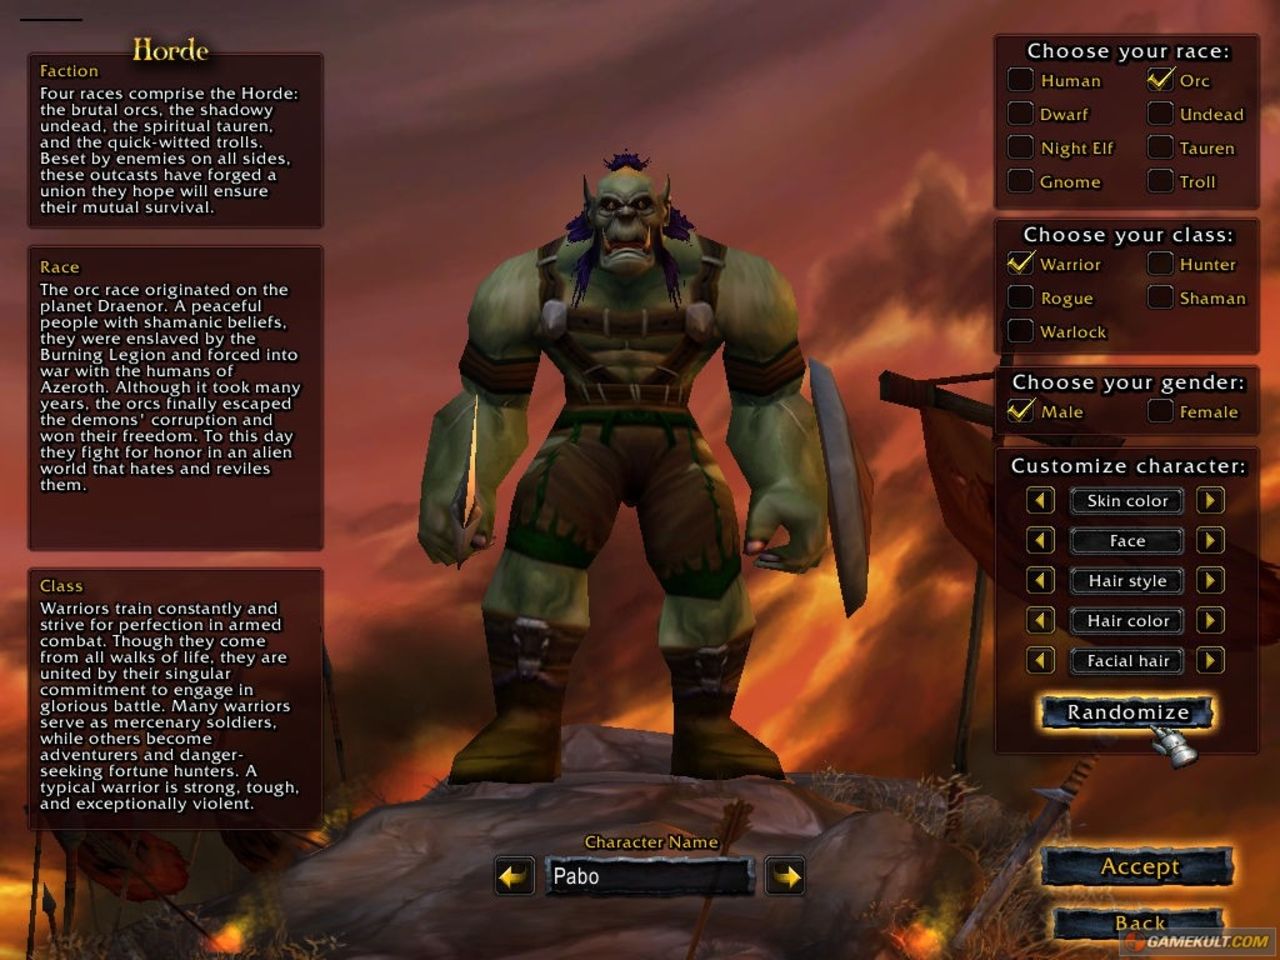 Horde
Faction
Four races comprise the Horde:
the brutal orcs, the shadowy
undead, the spiritual tauren,
and the quick-witted trolls.
Beset by enemies on all sides,
these outcasts have forged a
union they hope will ensure
their mutual survival.
Race
The orc race originated on the
planet Draenor. A peaceful
people with shamanic beliefs,
they were enslaved by the
Burning Legion and forced into
war with the humans of
Azeroth. Although it took many
years, the orcs finally escaped
the demons' corruption and
won their freedom. To this day
they fight for honor in an alien
world that hates and reviles
them.
Class
Warriors train constantly and
strive for perfection in armed
combat. Though they come
from all walks of life, they are
united by their singular
commitment to engage in
glorious battle. Many warriors
serve as mercenary soldiers,
while others become
adventurers and danger-
seeking fortune hunters. A
typical warrior is strong, tough,
and exceptionally violent.
Character Name
Pabo
Choose your race:
Human Orc
Dwarf Undead
Night Elf Tauren
Gnome Troll
Choose your class:
Warrior Hunter
Rogue Shaman
Warlock
Choose your gender:
Male Female
Customize character:
Skin color
Face
Hair style
Hair color
Facial hair
Randomize
Accept
Back
GAMEKULT.COM